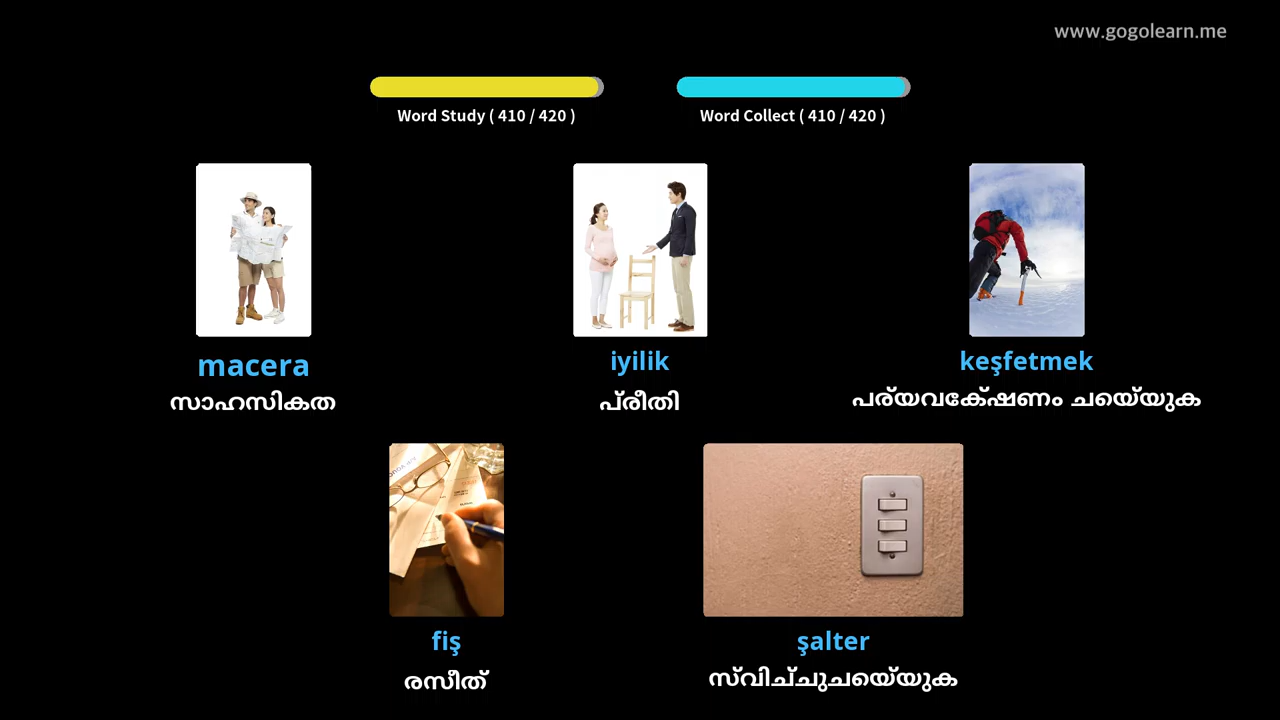 www.gogolearn.me
Word Study ( 410 / 420 )
Word Collect ( 410 / 420 )
macera
സാഹസികത
iyilik
പ്രീതി
keşfetmek
പര്യവേക്ഷണം ചെയ്യുക
fiş
രസീത്
şalter
സ്വിച്ചുചെയ്യുക